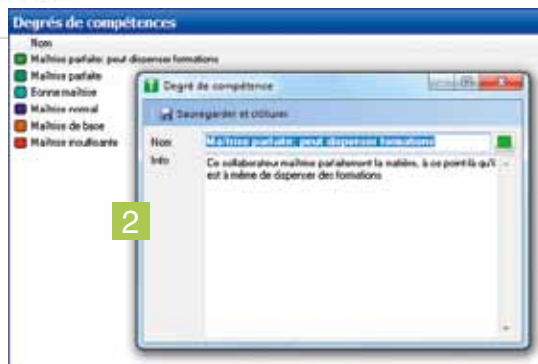 Degrés de compétences
Nom
Maîtrise parfaite: peut dispenser formations
Maîtrise parfaite
Bonne maîtrise
Maîtrise normal
Maîtrise de base
Maîtrise insuffisante
Degré de compétence
Sauvegarder et clôturer
Nom Maîtrise parfaite: peut dispenser formations
Info Ce collaborateur maîtrise parfaitement la matière, à ce point-là qu'il
est à même de dispenser des formations
2